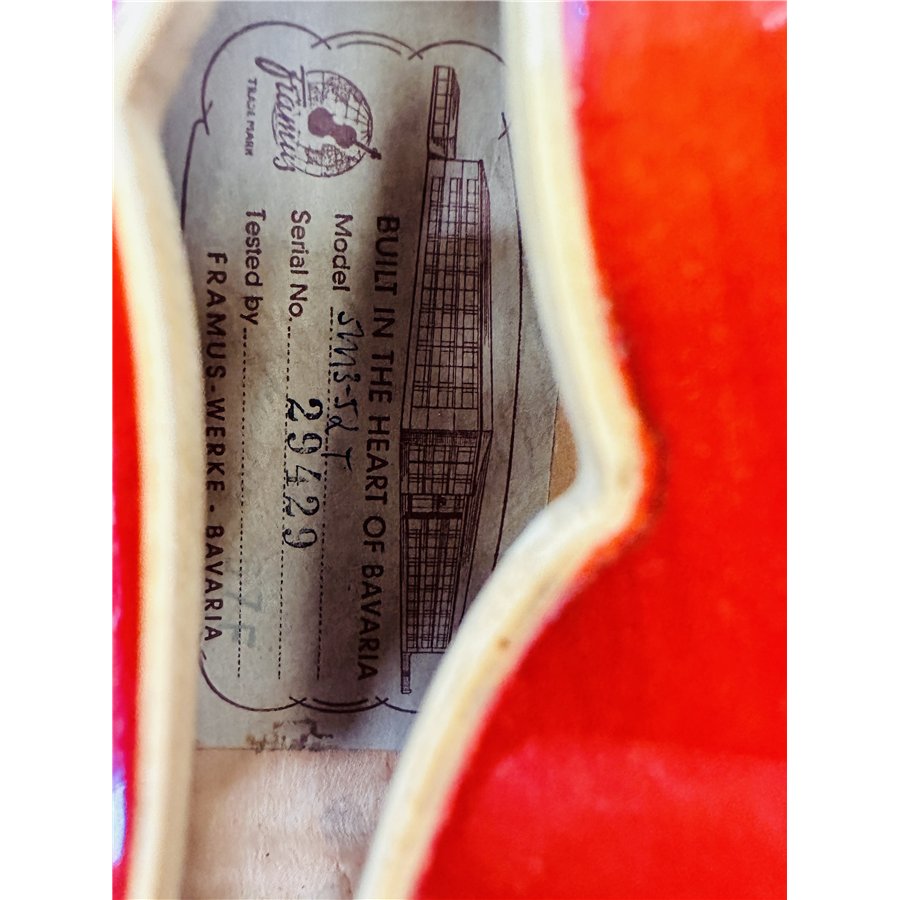 BUILT IN THE HEART OF BAVARIA
Model 5/113-52T
Serial No. 29429
Tested by
FRAMUS-WERKE • BAVARIA
Framus
TRADE MARK